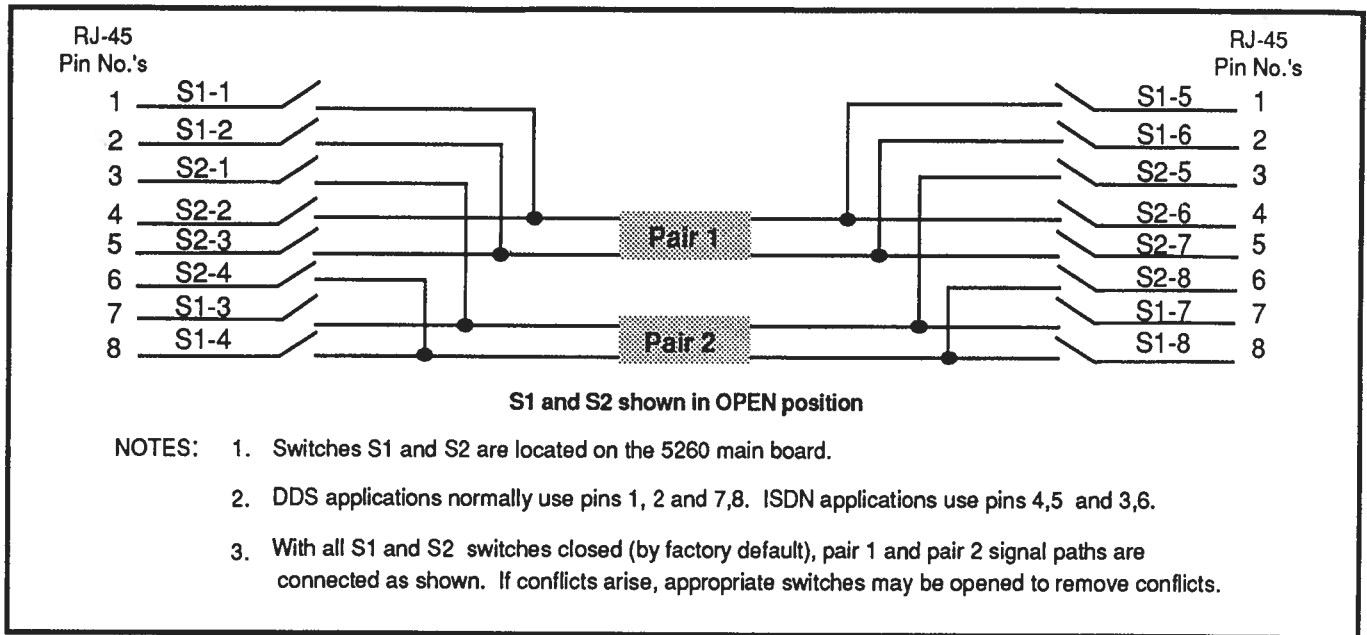 RJ-45
Pin No.'s
RJ-45
Pin No.'s
1 S1-1 S1-5 1
2 S1-2 S1-6 2
3 S2-1 S2-5 3
4 S2-2 S2-6 4
Pair 1
5 S2-3 S2-7 5
6 S2-4 S2-8 6
7 S1-3 S1-7 7
Pair 2
8 S1-4 S1-8 8
S1 and S2 shown in OPEN position
NOTES: 1. Switches S1 and S2 are located on the 5260 main board.
2. DDS applications normally use pins 1, 2 and 7,8. ISDN applications use pins 4,5 and 3,6.
3. With all S1 and S2 switches closed (by factory default), pair 1 and pair 2 signal paths are
connected as shown. If conflicts arise, appropriate switches may be opened to remove conflicts.